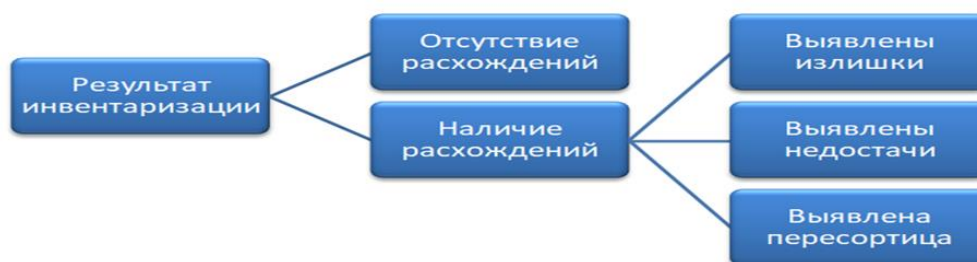 Результат
инвентаризации
Отсутствие
расхождений
Наличие
расхождений
Выявлены
излишки
Выявлены
недостачи
Выявлена
пересортица